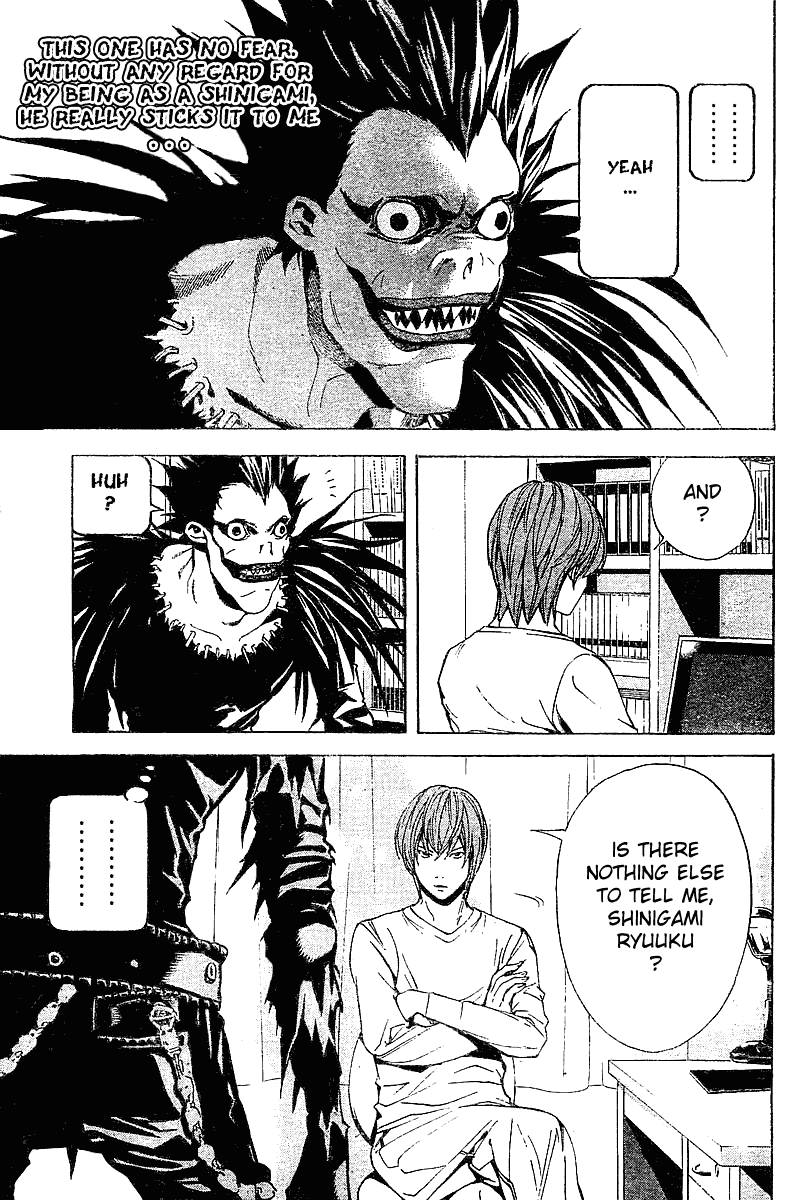 .........
YEAH
...
THIS ONE HAS NO FEAR.
WITHOUT ANY REGARD FOR
MY BEING AS A SHINIGAMI,
HE REALLY STICKS IT TO ME
...
AND
?
HUH
?
IS THERE
NOTHING ELSE
TO TELL ME,
SHINIGAMI
RYUUKU
?
.........